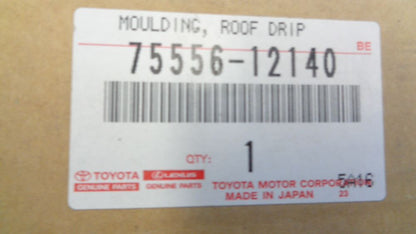 MOULDING, ROOF DRIP
BE
75556-12140
QTY: 1
TOYOTA LEXUS TOYOTA MOTOR CORPORATION
GENUINE PARTS GENUINE PARTS MADE IN JAPAN 23